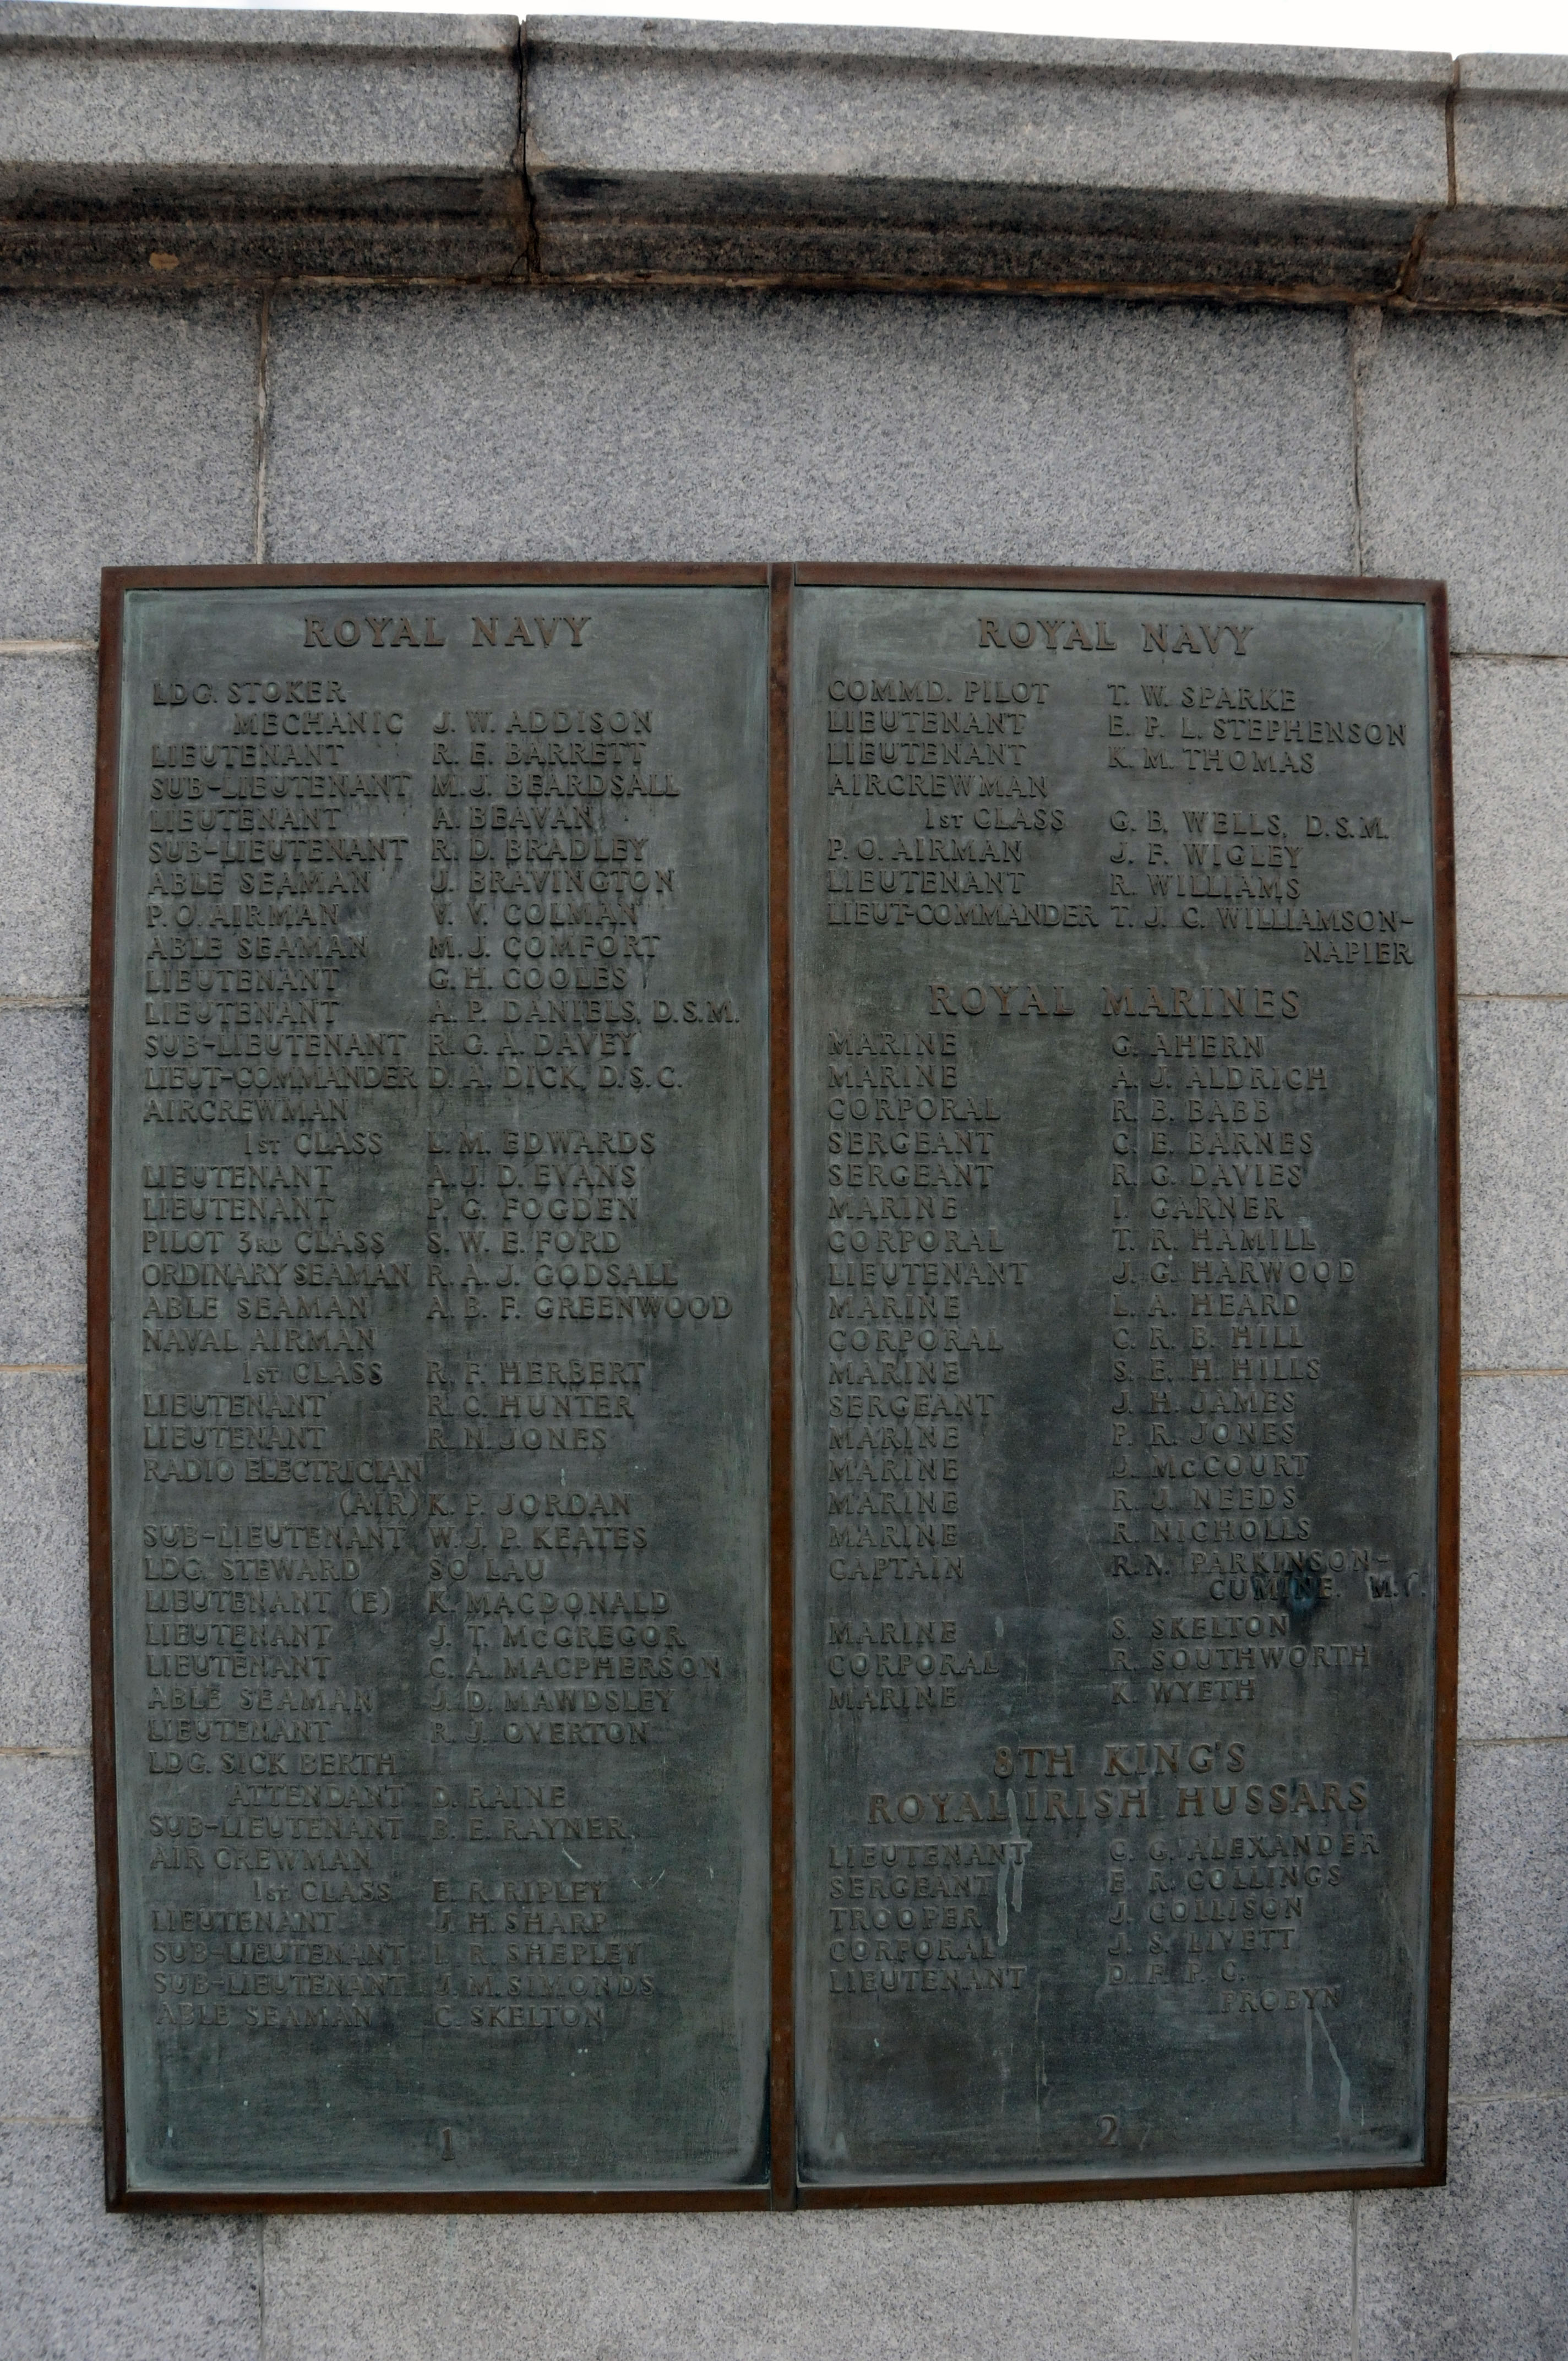 ROYAL NAVY
LDG. STOKER
MECHANIC J. W. ADDISON
LIEUTENANT R. E. BARRETT
SUB-LIEUTENANT M. J. BEARDSALL
LIEUTENANT A. BEAVAN
SUB-LIEUTENANT R. D. BRADLEY
ABLE SEAMAN J. BRAVINGTON
P. O. AIRMAN V. V. COLMAN
ABLE SEAMAN M. J. COMFORT
LIEUTENANT G. H. COOLES
LIEUTENANT A. P. DANIELS, D.S.M.
SUB-LIEUTENANT R. G. A. DAVEY
LIEUT-COMMANDER D. A. DICK, D.S.C.
AIRCREWMAN
1ST CLASS L. M. EDWARDS
LIEUTENANT A. J. D. EVANS
LIEUTENANT P. G. FOGDEN
PILOT 3RD CLASS S. W. E. FORD
ORDINARY SEAMAN R. A. J. GODSALL
ABLE SEAMAN A. B. F. GREENWOOD
NAVAL AIRMAN
1ST CLASS R. F. HERBERT
LIEUTENANT R. C. HUNTER
LIEUTENANT R. N. JONES
RADIO ELECTRICIAN
(AIR) K. P. JORDAN
SUB-LIEUTENANT W. J. P. KEATES
LDG. STEWARD SO LAU
LIEUTENANT (E) K. MACDONALD
LIEUTENANT J. T. McGREGOR
LIEUTENANT C. A. MACPHERSON
ABLE SEAMAN J. D. MAWDSLEY
LIEUTENANT R. J. OVERTON
LDG. SICK BERTH
ATTENDANT D. RAINE
SUB-LIEUTENANT B. E. RAYNER
AIR CREWMAN
1ST CLASS E. R. RIPLEY
LIEUTENANT J. H. SHARP
SUB-LIEUTENANT I. R. SHEPLEY
SUB-LIEUTENANT J. M. SIMONDS
ABLE SEAMAN C. SKELTON
1
ROYAL NAVY
COMMD. PILOT T. W. SPARKE
LIEUTENANT E. P. L. STEPHENSON
LIEUTENANT K. M. THOMAS
AIRCREWMAN
1ST CLASS G. B. WELLS, D.S.M.
P. O. AIRMAN J. F. WIGLEY
LIEUTENANT R. WILLIAMS
LIEUT-COMMANDER T. J. C. WILLIAMSON-
NAPIER
ROYAL MARINES
MARINE G. AHERN
MARINE A. J. ALDRICH
CORPORAL R. B. BABB
SERGEANT C. E. BARNES
SERGEANT R. G. DAVIES
MARINE I. GARNER
CORPORAL T. R. HAMILL
LIEUTENANT J. G. HARWOOD
MARINE L. A. HEARD
CORPORAL C. R. B. HILL
MARINE S. E. H. HILLS
SERGEANT J. H. JAMES
MARINE P. R. JONES
MARINE J. McCOURT
MARINE R. J. NEEDS
MARINE R. NICHOLLS
CAPTAIN R. N. PARKINSON-
CUMINE. M.C.
MARINE S. SKELTON
CORPORAL R. SOUTHWORTH
MARINE K. WYETH
8TH KING'S
ROYAL IRISH HUSSARS
LIEUTENANT C. G. ALEXANDER
SERGEANT E. R. COLLINGS
TROOPER J. COLLISON
CORPORAL J. S. LIVETT
LIEUTENANT D. F. P. C.
PROBYN
2